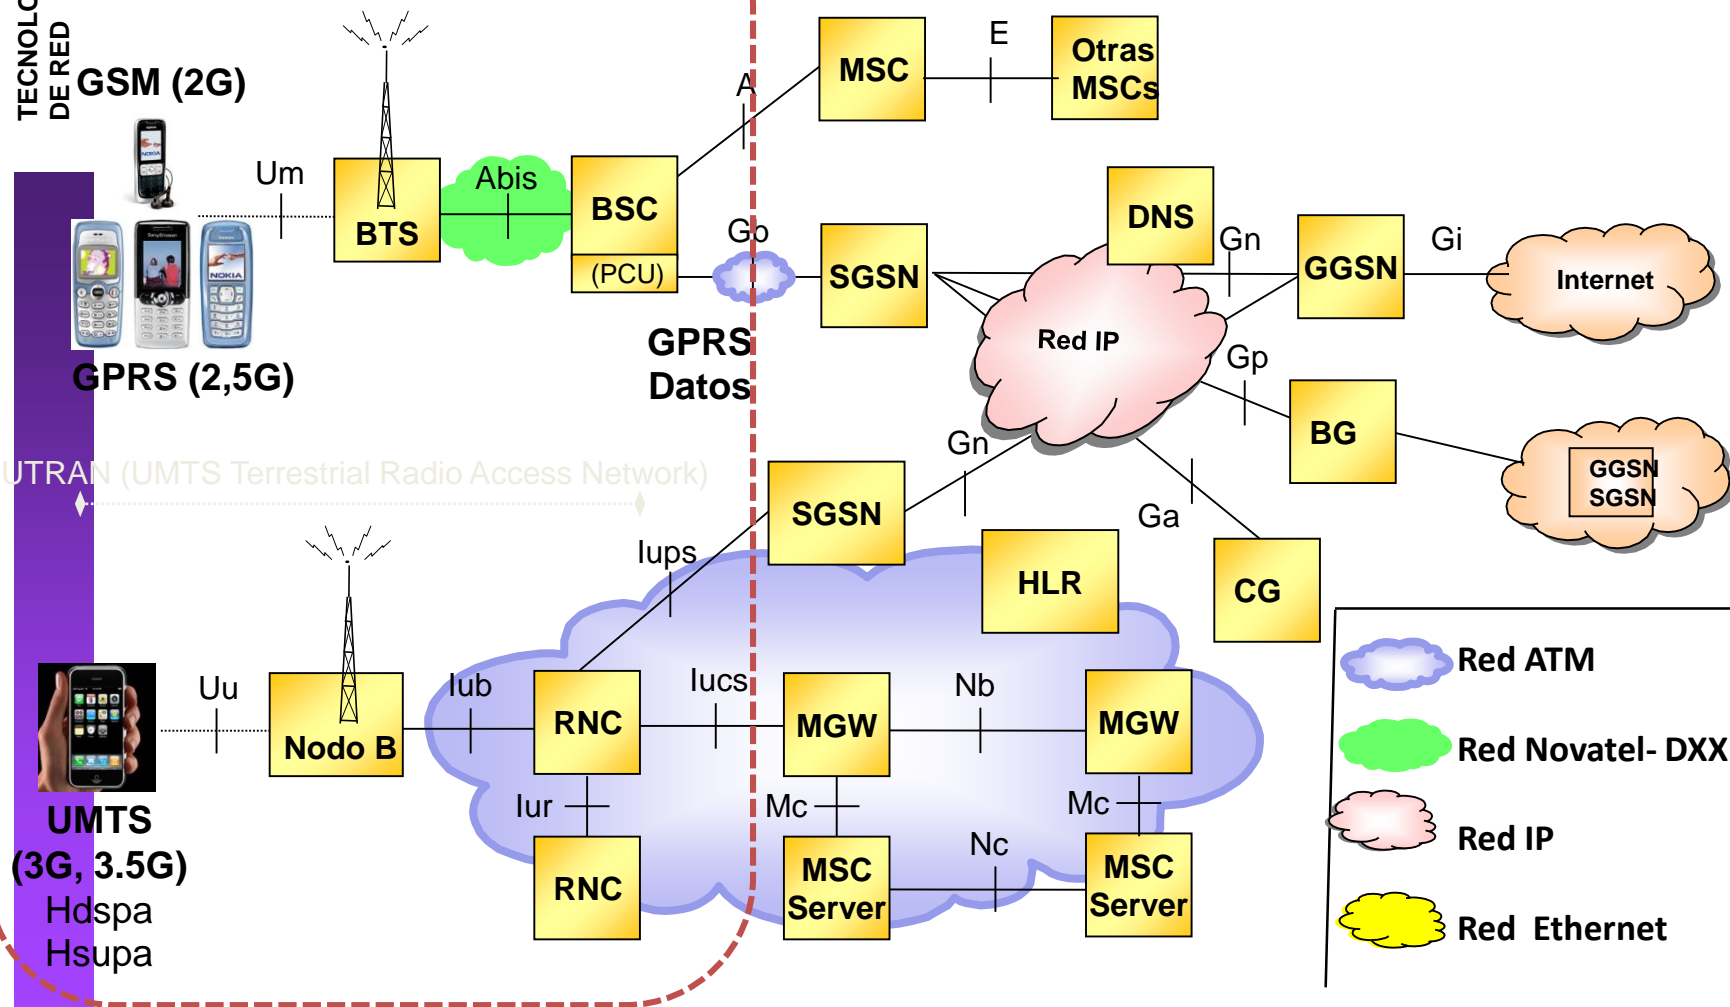 TECNOLO
DE RED
GSM (2G)
Um
BTS
Abis
BSC
(PCU)
A
MSC
E
Otras
MSCs
Gb
SGSN
GPRS
Datos
DNS
Gn
GGSN
Gi
Internet
Red IP
NOKIA
NOKIA
GPRS (2,5G)
Gp
BG
GGSN
SGSN
Gn
Ga
CG
UTRAN (UMTS Terrestrial Radio Access Network)
SGSN
Iups
HLR
Uu
Nodo B
Iub
RNC
Iucs
MGW
Nb
MGW
Iur
Mc
Mc
RNC
MSC
Server
Nc
MSC
Server
UMTS
(3G, 3.5G)
Hdspa
Hsupa
Red ATM
Red Novatel- DXX
Red IP
Red Ethernet